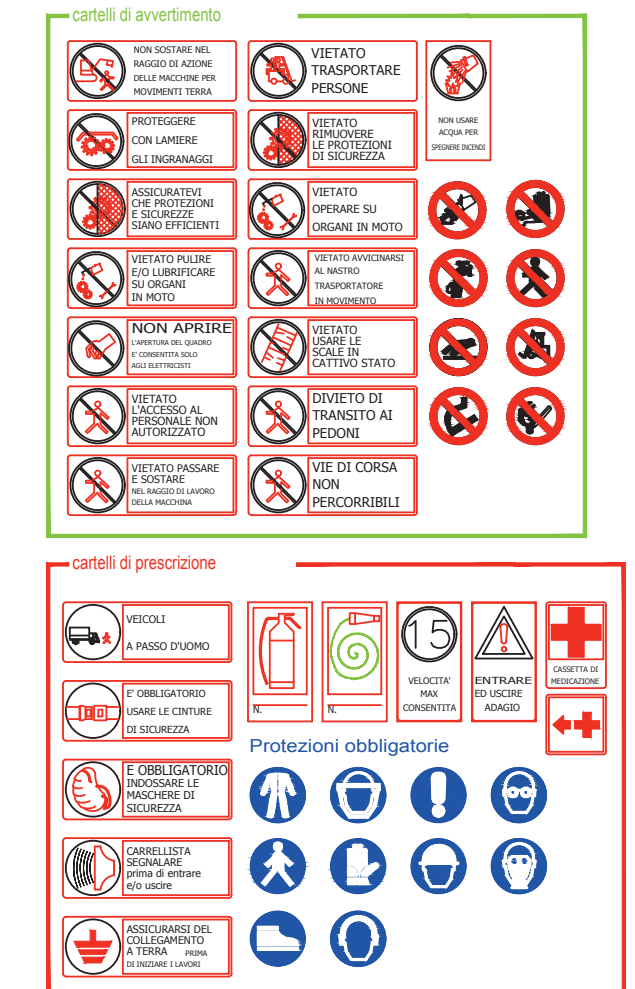 cartelli di avvertimento
NON SOSTARE NEL
RAGGIO DI AZIONE
DELLE MACCHINE PER
MOVIMENTI TERRA
VIETATO
TRASPORTARE
PERSONE
NON USARE
ACQUA PER
SPEGNERE INCENDI
PROTEGGERE
CON LAMIERE
GLI INGRANAGGI
VIETATO
RIMUOVERE
LE PROTEZIONI
DI SICUREZZA
ASSICURATEVI
CHE PROTEZIONI
E SICUREZZE
SIANO EFFICIENTI
VIETATO
OPERARE SU
ORGANI IN MOTO
VIETATO PULIRE
E/O LUBRIFICARE
SU ORGANI
IN MOTO
VIETATO AVVICINARSI
AL NASTRO
TRASPORTATORE
IN MOVIMENTO
NON APRIRE
L'APERTURA DEL QUADRO
E' CONSENTITA SOLO
AGLI ELETTRICISTI
VIETATO
USARE LE
SCALE IN
CATTIVO STATO
VIETATO
L'ACCESSO AL
PERSONALE NON
AUTORIZZATO
DIVIETO DI
TRANSITO AI
PEDONI
VIETATO PASSARE
E SOSTARE
NEL RAGGIO DI LAVORO
DELLA MACCHINA
VIE DI CORSA
NON
PERCORRIBILI
cartelli di prescrizione
VEICOLI
A PASSO D'UOMO
N.
N.
15
VELOCITA'
MAX
CONSENTITA
ENTRARE
ED USCIRE
ADAGIO
CASSETTA DI
MEDICAZIONE
E' OBBLIGATORIO
USARE LE CINTURE
DI SICUREZZA
Protezioni obbligatorie
E OBBLIGATORIO
INDOSSARE LE
MASCHERE DI
SICUREZZA
CARRELLISTA
SEGNALARE
prima di entrare
e/o uscire
ASSICURARSI DEL
COLLEGAMENTO
A TERRA PRIMA
DI INIZIARE I LAVORI